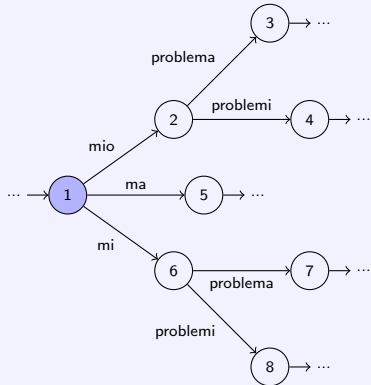 3 ...
problema
mio
2
problemi
4 ...
... 1
ma
5 ...
mi
6
problema
7 ...
problemi
8 ...